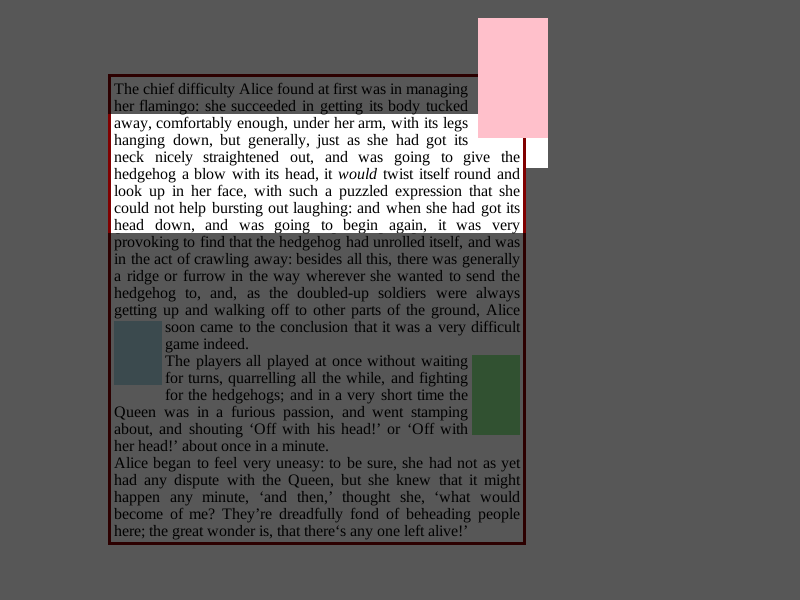 The chief difficulty Alice found at first was in managing
her flamingo: she succeeded in getting its body tucked
away, comfortably enough, under her arm, with its legs
hanging down, but generally, just as she had got its
neck nicely straightened out, and was going to give the
hedgehog a blow with its head, it would twist itself round and
look up in her face, with such a puzzled expression that she
could not help bursting out laughing: and when she had got its
head down, and was going to begin again, it was very
provoking to find that the hedgehog had unrolled itself, and was
in the act of crawling away: besides all this, there was generally
a ridge or furrow in the way wherever she wanted to send the
hedgehog to, and, as the doubled-up soldiers were always
getting up and walking off to other parts of the ground, Alice
soon came to the conclusion that it was a very difficult
game indeed.
The players all played at once without waiting
for turns, quarrelling all the while, and fighting
for the hedgehogs; and in a very short time the
Queen was in a furious passion, and went stamping
about, and shouting ‘Off with his head!’ or ‘Off with
her head!’ about once in a minute.
Alice began to feel very uneasy: to be sure, she had not as yet
had any dispute with the Queen, but she knew that it might
happen any minute, ‘and then,’ thought she, ‘what would
become of me? They’re dreadfully fond of beheading people
here; the great wonder is, that there‘s any one left alive!’